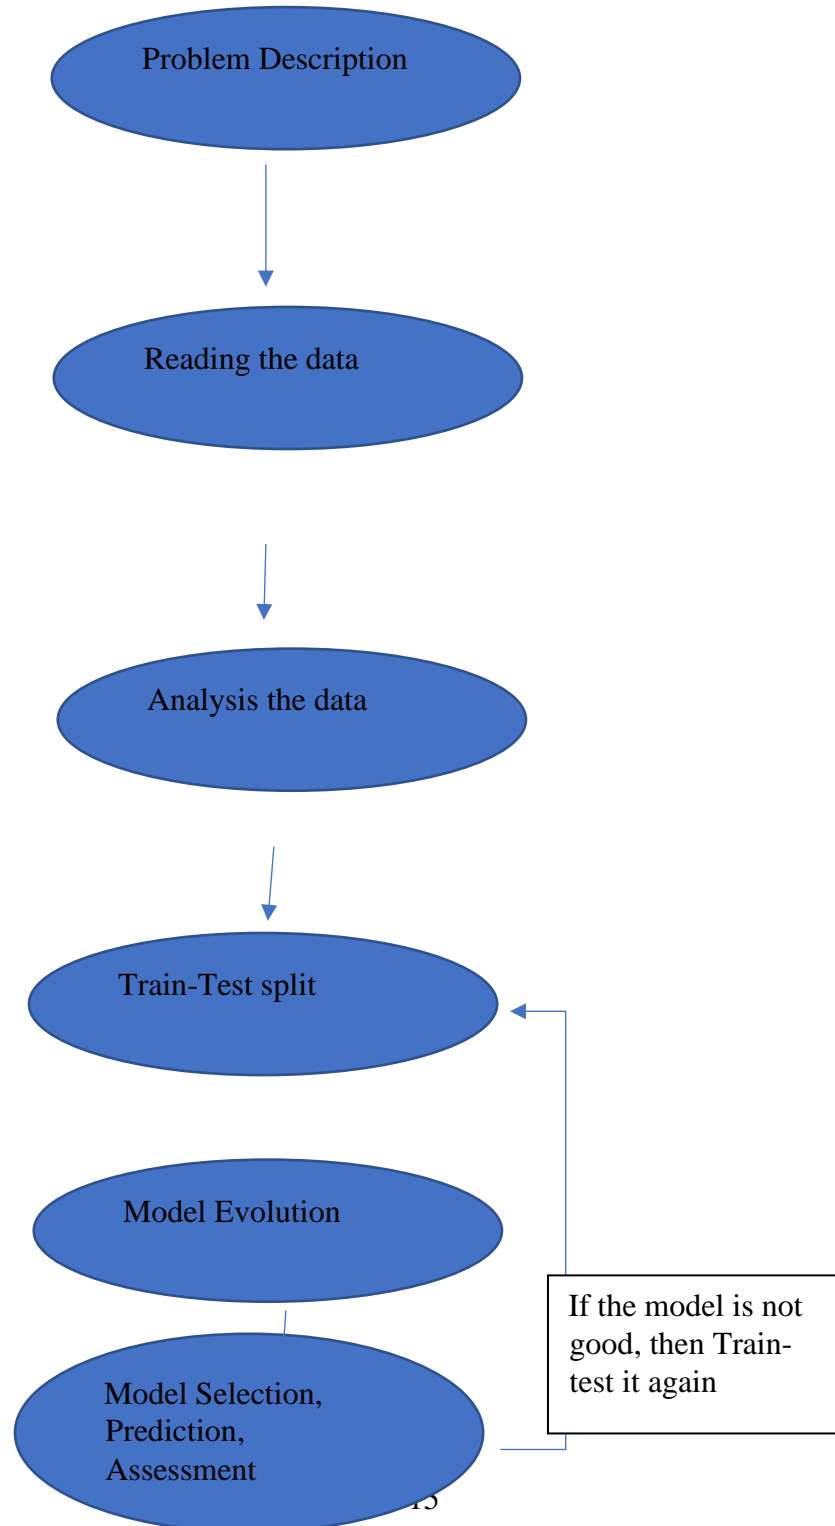 Problem Description
Reading the data
Analysis the data
Train-Test split
Model Evolution
If the model is not
good, then Train-
test it again
Model Selection,
Prediction,
Assessment
15